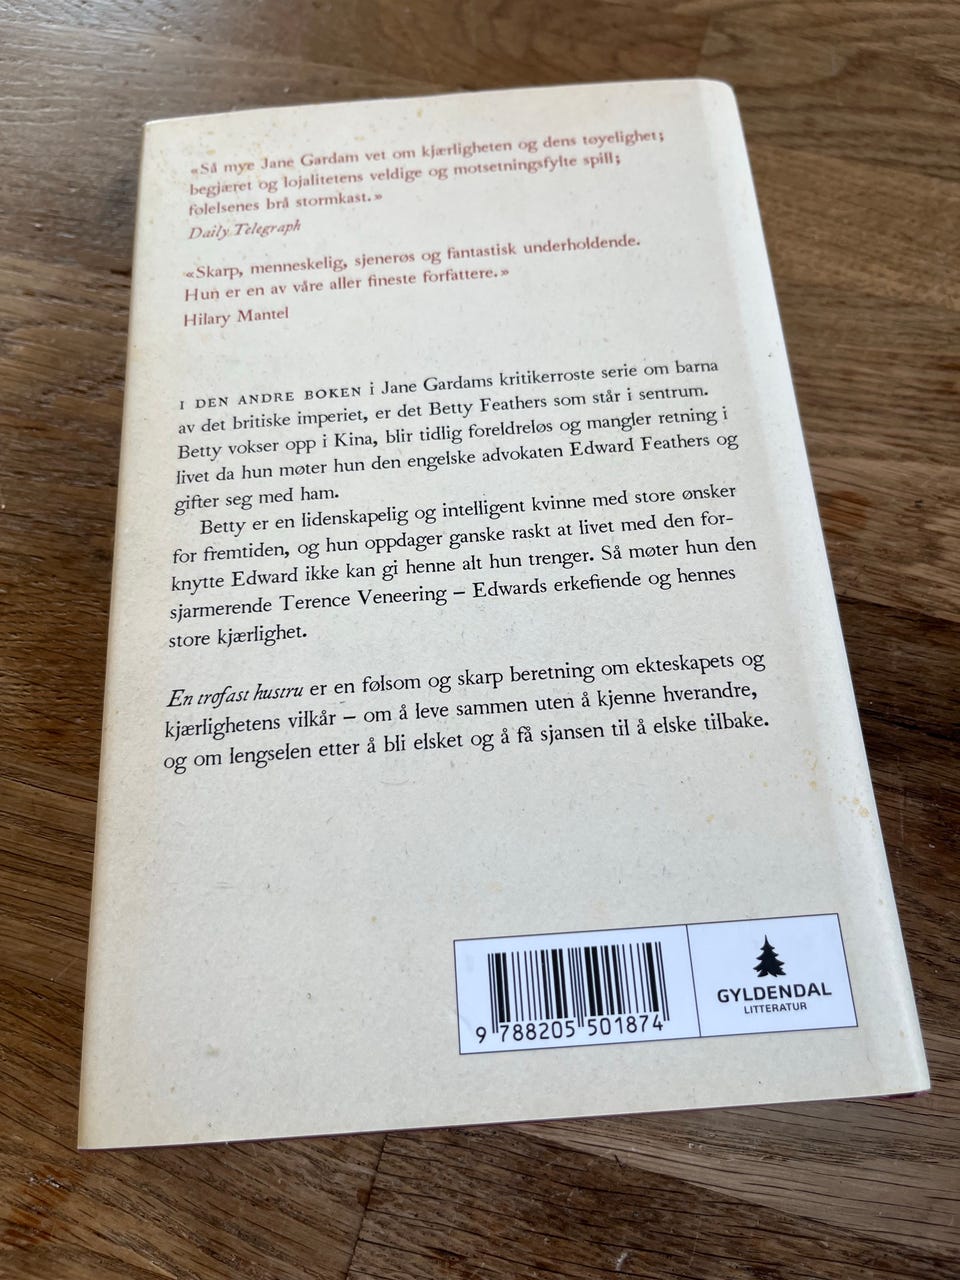 «Så mye Jane Gardam vet om kjærligheten og dens tøyelighet;
begjæret og lojalitetens veldige og motsetningsfylte spill;
følelsenes brå stormkast.»
Daily Telegraph
«Skarp, menneskelig, sjenerøs og fantastisk underholdende.
Hun er en av våre aller fineste forfattere.»
Hilary Mantel
I DEN ANDRE BOKEN i Jane Gardams kritikerroste serie om barna
av det britiske imperiet, er det Betty Feathers som står i sentrum.
Betty vokser opp i Kina, blir tidlig foreldreløs og mangler retning i
livet da hun møter hun den engelske advokaten Edward Feathers og
gifter seg med ham.
Betty er en lidenskapelig og intelligent kvinne med store ønsker
for fremtiden, og hun oppdager ganske raskt at livet med den for-
knytte Edward ikke kan gi henne alt hun trenger. Så møter hun den
sjarmerende Terence Veneering – Edwards erkefiende og hennes
store kjærlighet.
En trofast hustru er en følsom og skarp beretning om ekteskapets og
kjærlighetens vilkår – om å leve sammen uten å kjenne hverandre,
og om lengselen etter å bli elsket og å få sjansen til å elske tilbake.
9 788205 501874
GYLDENDAL
LITTERATUR